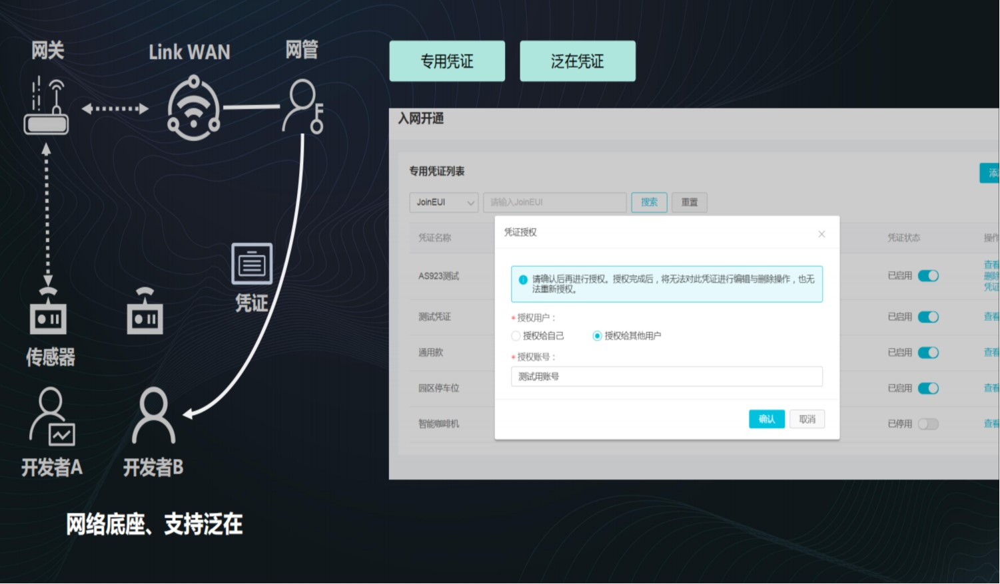 网关
Link WAN
网管
凭证
传感器
开发者A
开发者B
网络底座、支持泛在
专用凭证
泛在凭证
入网开通
专用凭证列表
添
JoinEUI
请输入JoinEUI
搜索
重置
凭证名称
凭证状态
操作
AS923测试
已启用
查看
删除
凭证
测试凭证
已启用
查看
通用款
已启用
查看
园区停车位
已启用
查看
智能咖啡机
已停用
查看
凭证授权
请确认后再进行授权。授权完成后，将无法对此凭证进行编辑与删除操作，也无
法重新授权。
* 授权用户：
授权给自己
授权给其他用户
* 授权账号：
测试用账号
确认
取消